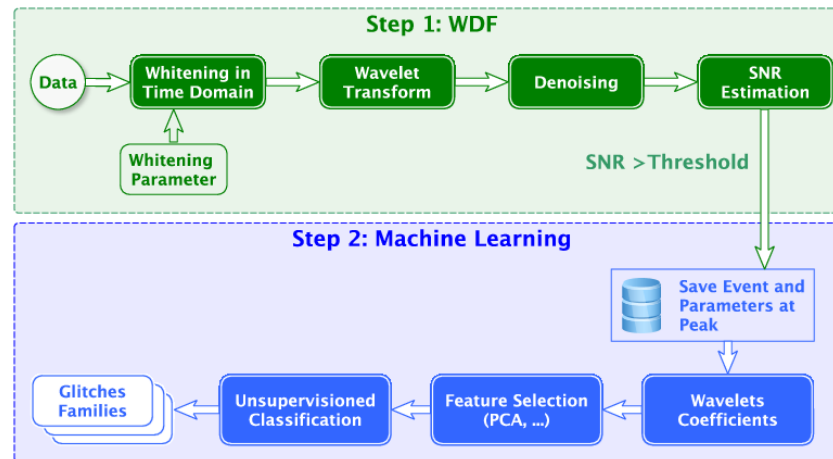 Step 1: WDF
Data
Whitening in
Time Domain
Wavelet
Transform
Denoising
SNR
Estimation
Whitening
Parameter
SNR >Threshold
Step 2: Machine Learning
Save Event and
Parameters at
Peak
Wavelets
Coefficients
Feature Selection
(PCA, ...)
Unsupervisioned
Classification
Glitches
Families